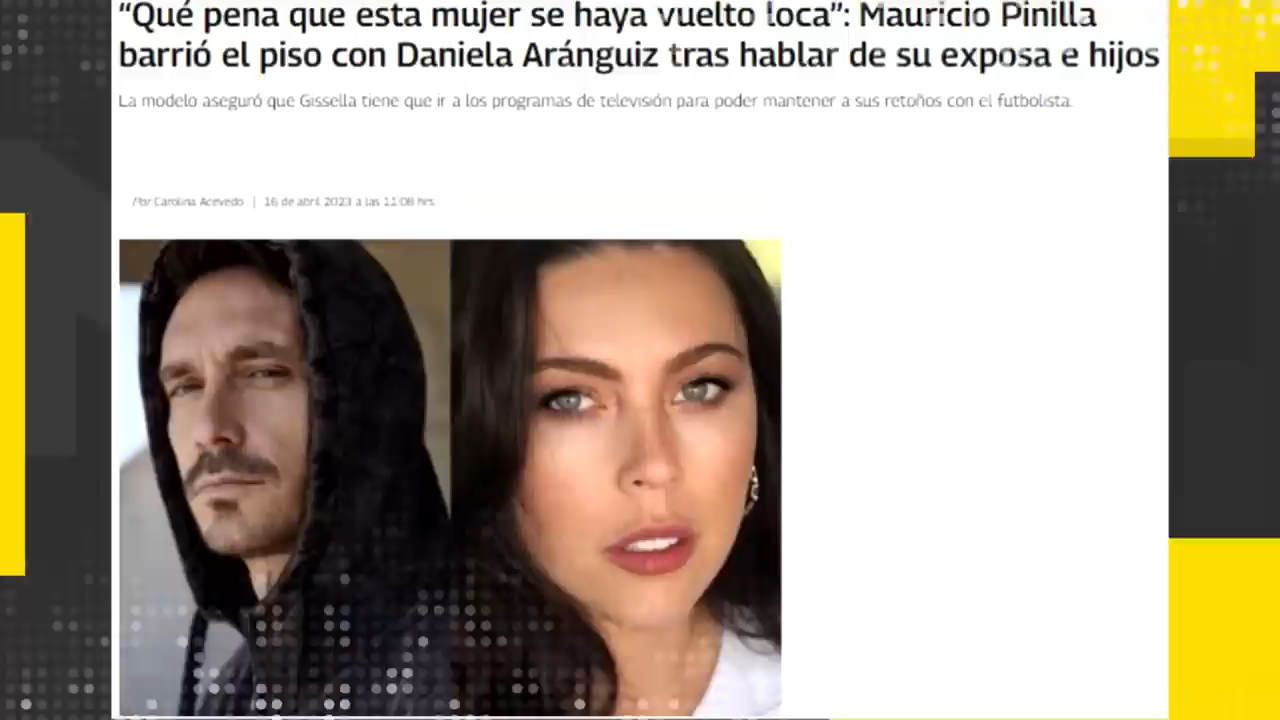 “Qué pena que esta mujer se haya vuelto loca”: Mauricio Pinilla
barrió el piso con Daniela Aránguiz tras hablar de su exposa e hijos
La modelo aseguró que Gissella tiene que ir a los programas de televisión para poder mantener a sus retoños con el futbolista.
Por Carolina Acevedo | 16 de abril 2023 a las 11:08 hrs.